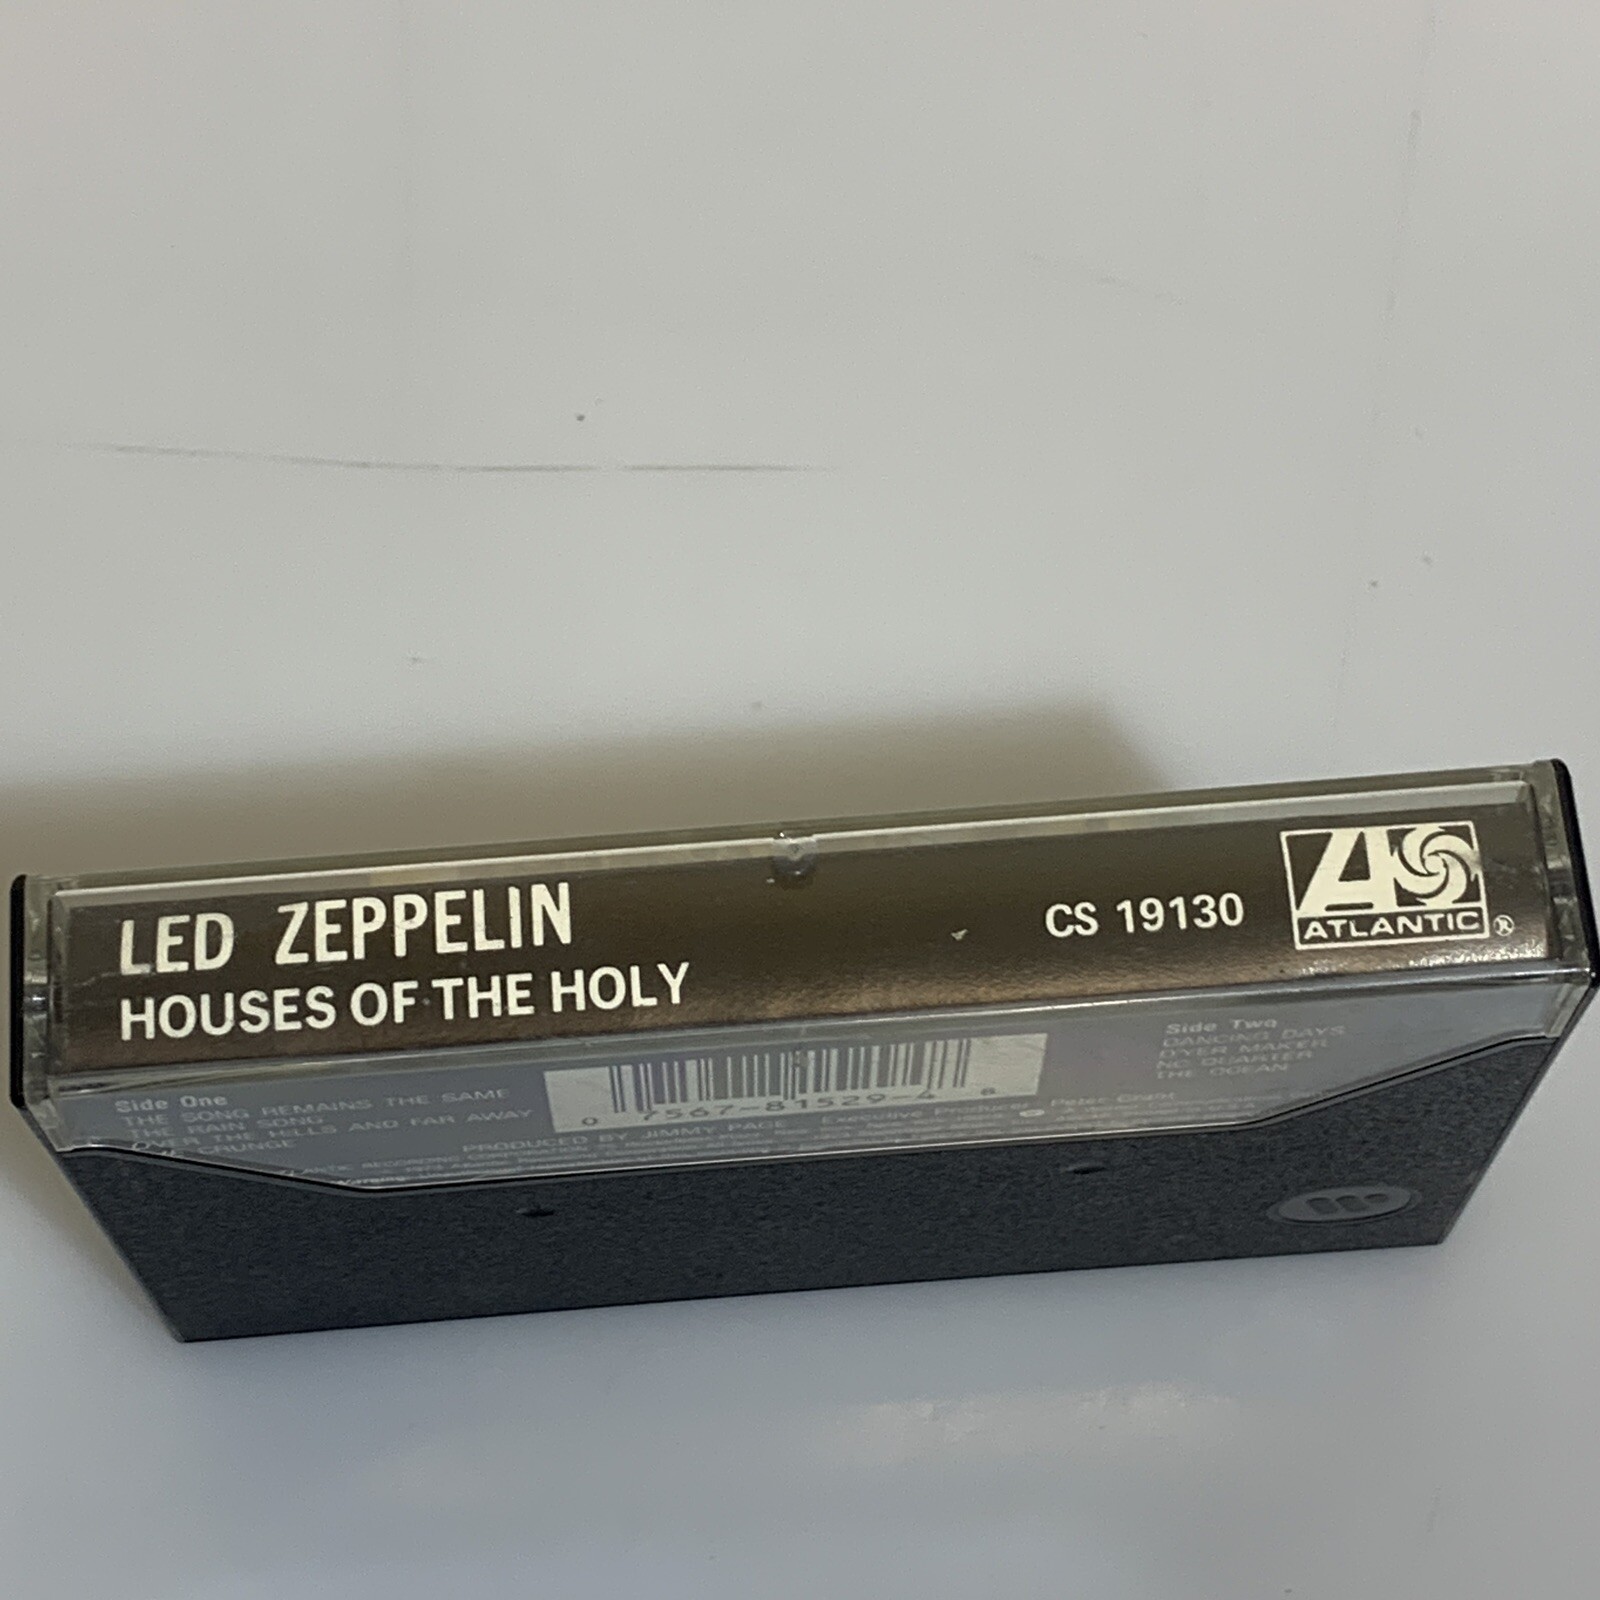 LED ZEPPELIN
HOUSES OF THE HOLY
CS 19130
ATLANTIC®
Side One
THE SONG REMAINS THE SAME
THE RAIN SONG
OVER THE HILLS AND FAR AWAY
CRUNGE
0 7567-81529-4 8
Side Two
DANCING DAYS
D'YER MAK'ER
NO QUARTER
THE OCEAN
PRODUCED BY JIMMY PAGE Executive Producer Peter Grant